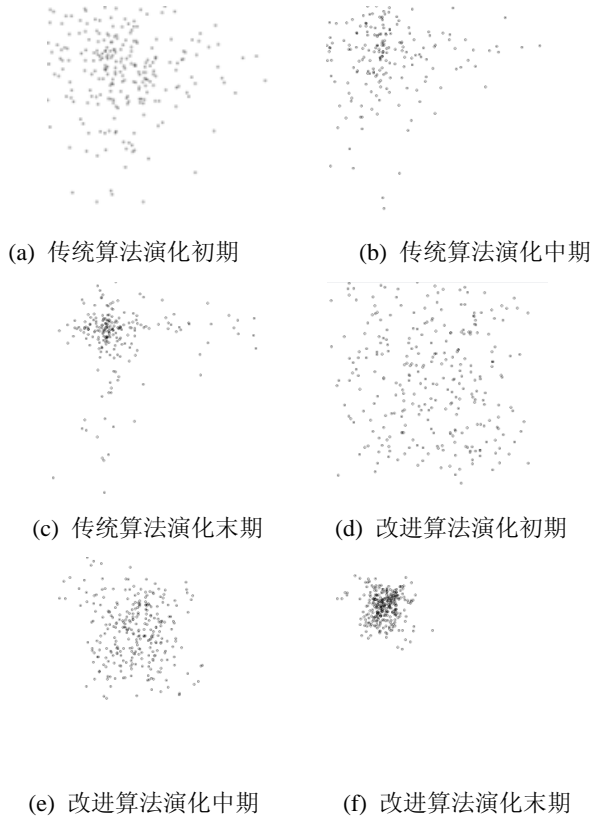 (a) 传统算法演化初期
(b) 传统算法演化中期
(c) 传统算法演化末期
(d) 改进算法演化初期
(e) 改进算法演化中期
(f) 改进算法演化末期